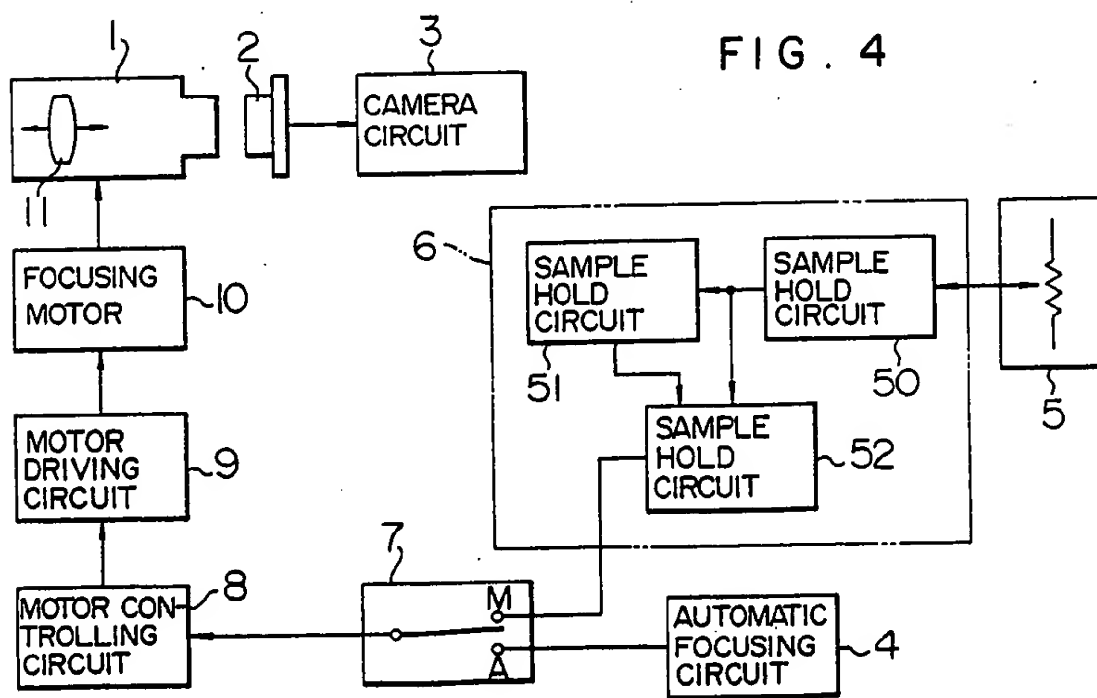 FIG. 4
1
2
3
CAMERA
CIRCUIT
11
FOCUSING
MOTOR
10
6
SAMPLE
HOLD
CIRCUIT
51
SAMPLE
HOLD
CIRCUIT
50
5
SAMPLE
HOLD
CIRCUIT
52
MOTOR
DRIVING
CIRCUIT
9
7
M
A
MOTOR CON
TROLLING
CIRCUIT
8
AUTOMATIC
FOCUSING
CIRCUIT
4